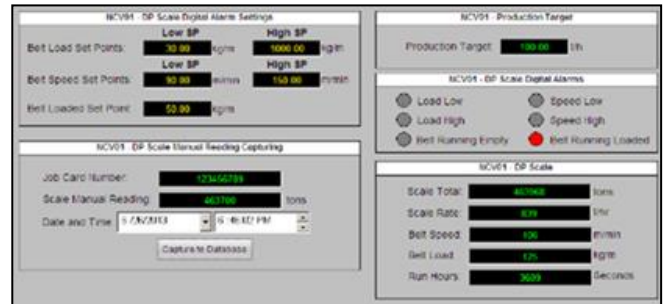 NCV01 - DP Scale Digital Alarm Settings
Low SP High SP
Belt Load Set Points: 30.00 kg/m 1000.00 kg/m
Low SP High SP
Belt Speed Set Points: 90.00 m/min 150.00 m/min
Belt Loaded Set Point: 50.00 kg/m
NCV01 - DP Scale Manual Reading Capturing
Job Card Number: 123456789
Scale Manual Reading: 463700 tons
Date and Time
Capture to Database
NCV01 - Production Target
Production Target: 100.00 t/h
NCV01 - DP Scale Digital Alarms
Load Low Speed Low
Load High Speed High
Belt Running Empty Belt Running Loaded
NCV01 - DP Scale
Scale Total: tons
Scale Rate: 839 t/hr
Belt Speed: 106 m/min
Belt Load: 125 kg/m
Run Hours: 3609 Seconds